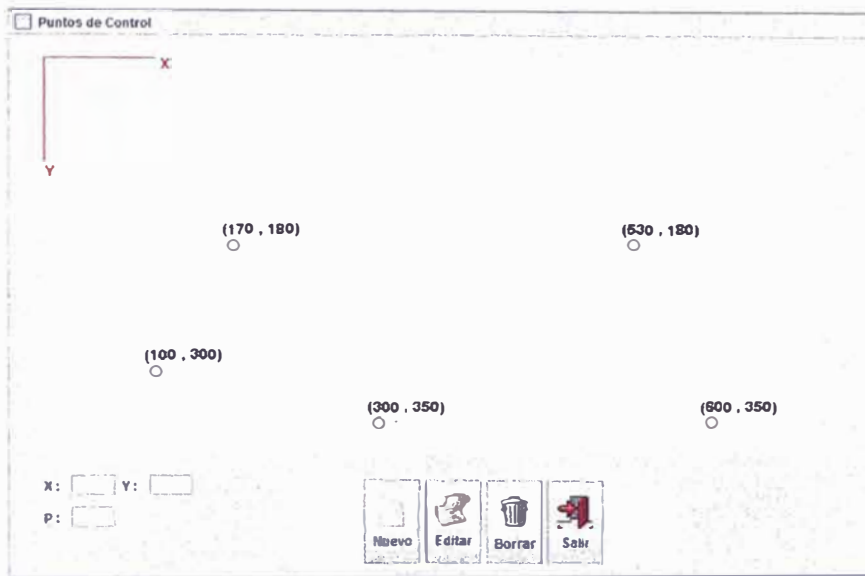 Puntos de Control
X
Y
(170 , 180)
(530 , 180)
(100 , 300)
(300 , 350)
(600 , 350)
X: Y:
P:
Nuevo Editar Borrar Salir